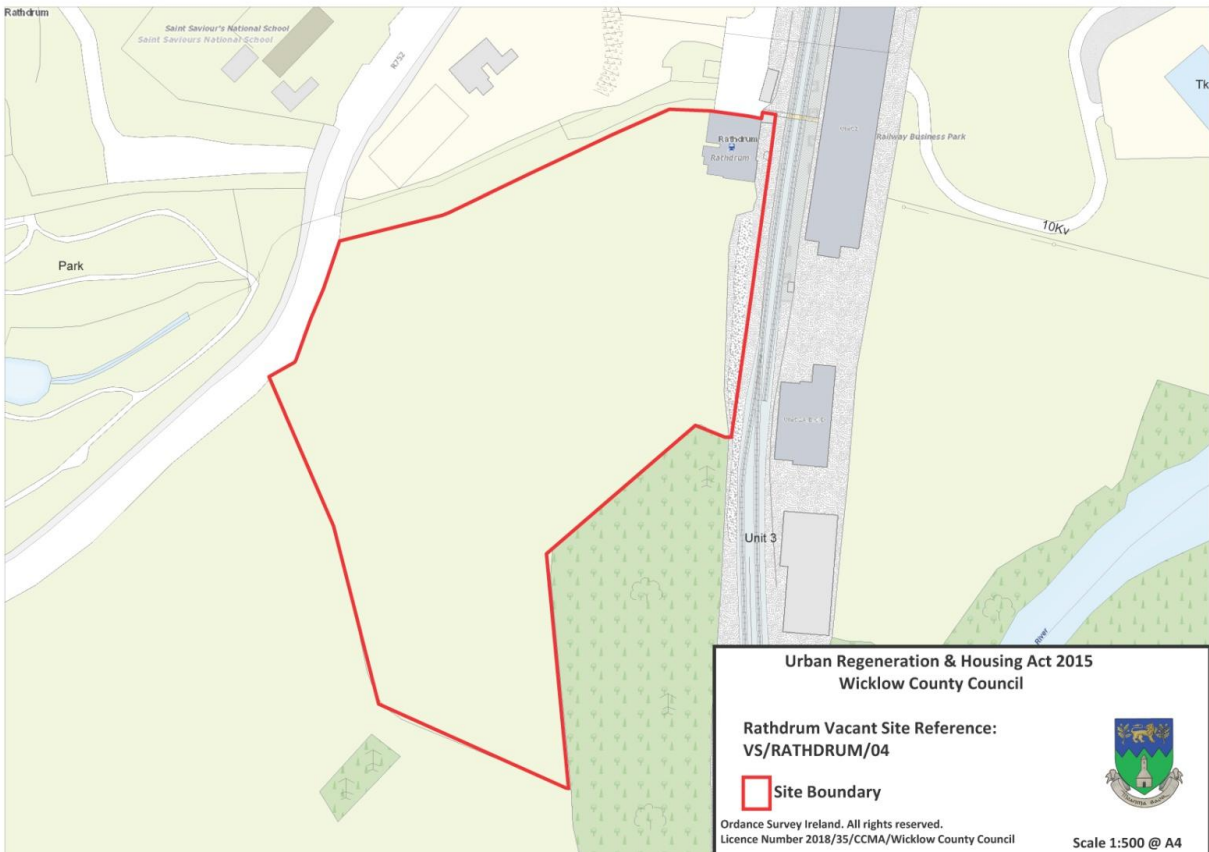 Rathdrum
Saint Saviour's National School
Saint Saviours National School
R752
Tk
Rathdrum
Rathdrum
Railway Business Park
10Kv
Park
Unit 3
River
Urban Regeneration & Housing Act 2015
Wicklow County Council
Rathdrum Vacant Site Reference:
VS/RATHDRUM/04
Site Boundary
Ordance Survey Ireland. All rights reserved.
Licence Number 2018/35/CCMA/Wicklow County Council
Scale 1:500 @ A4